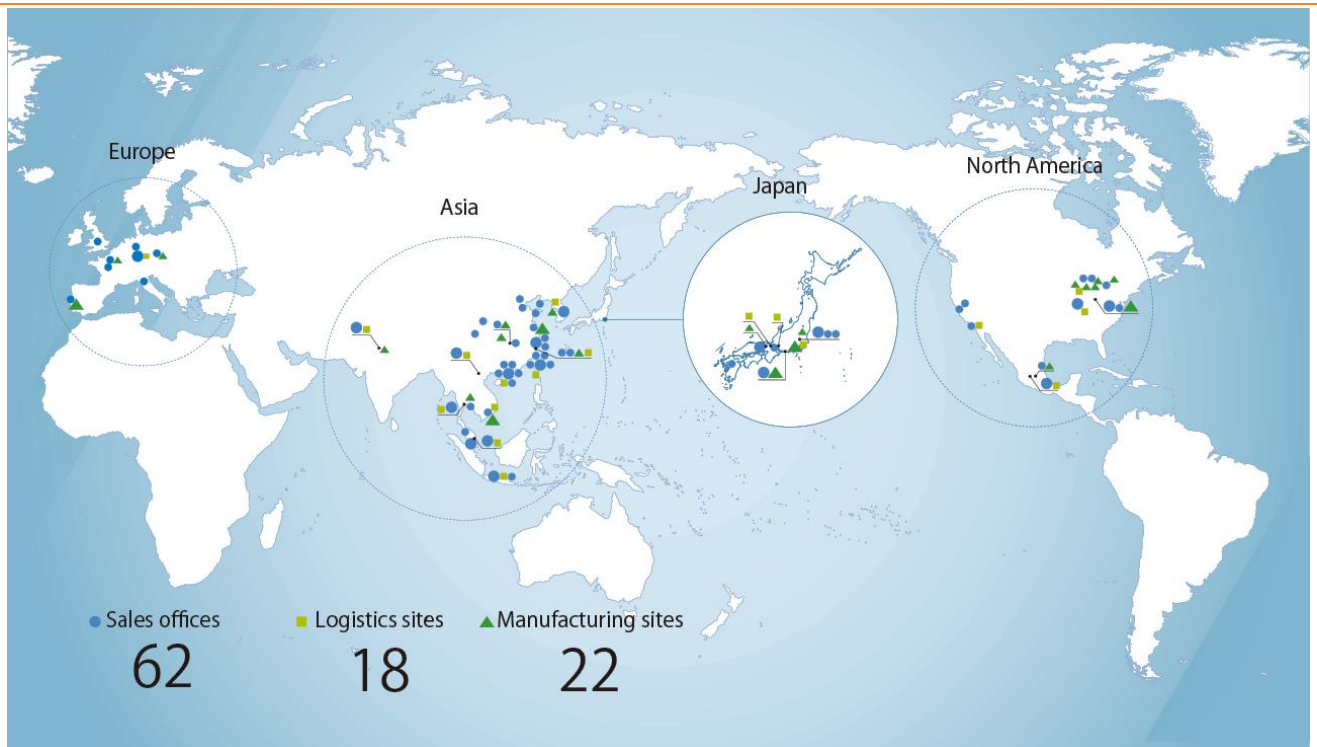 Europe
Asia
Japan
North America
Sales offices
62
Logistics sites
18
Manufacturing sites
22